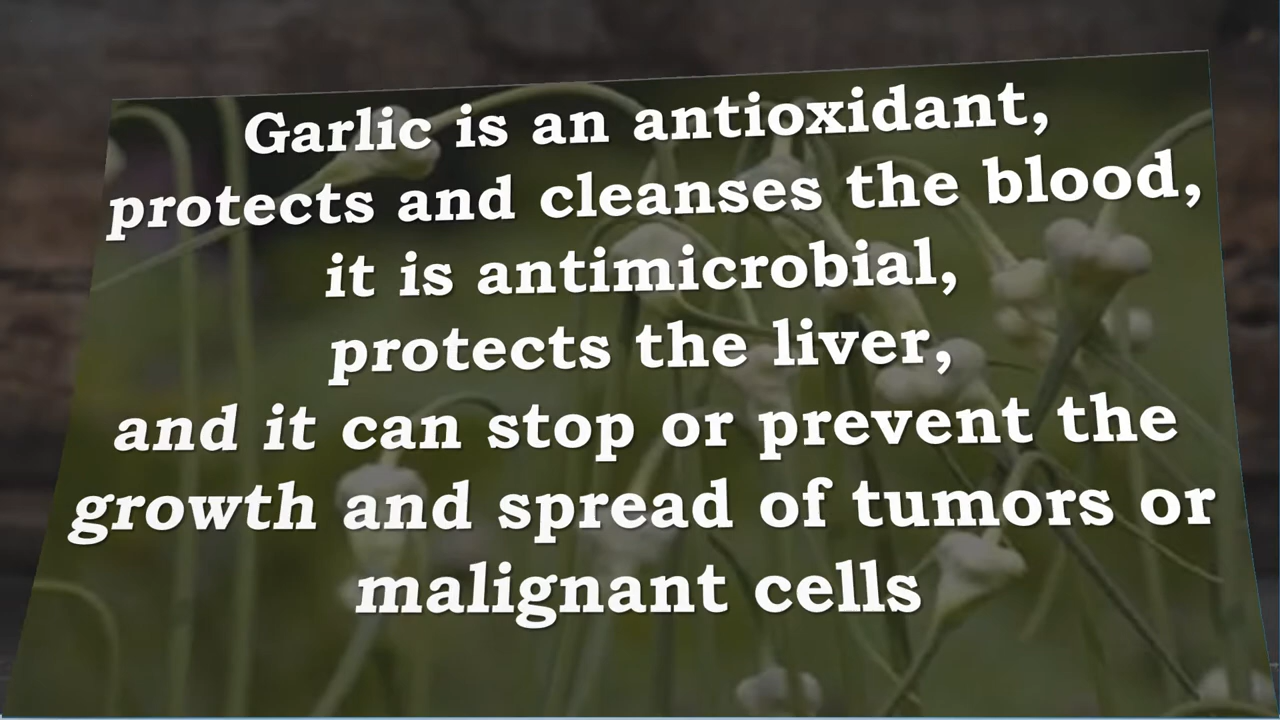 Garlic is an antioxidant,
protects and cleanses the blood,
it is antimicrobial,
protects the liver,
and it can stop or prevent the
growth and spread of tumors or
malignant cells